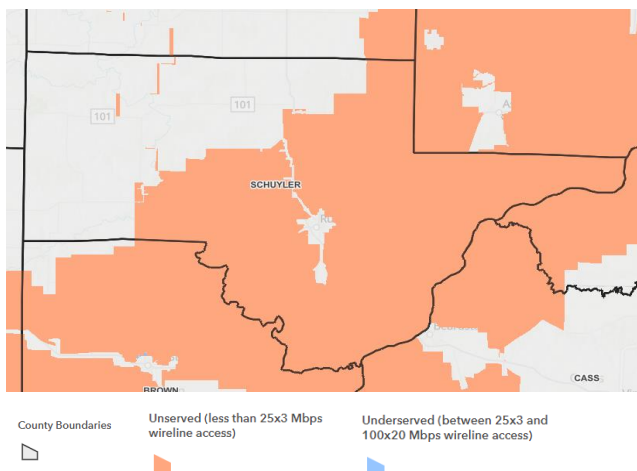 101
101
A
SCHUYLER
RU
BROWN
CASS
County Boundaries
Unserved (less than 25x3 Mbps
wireline access)
Underserved (between 25x3 and
100x20 Mbps wireline access)